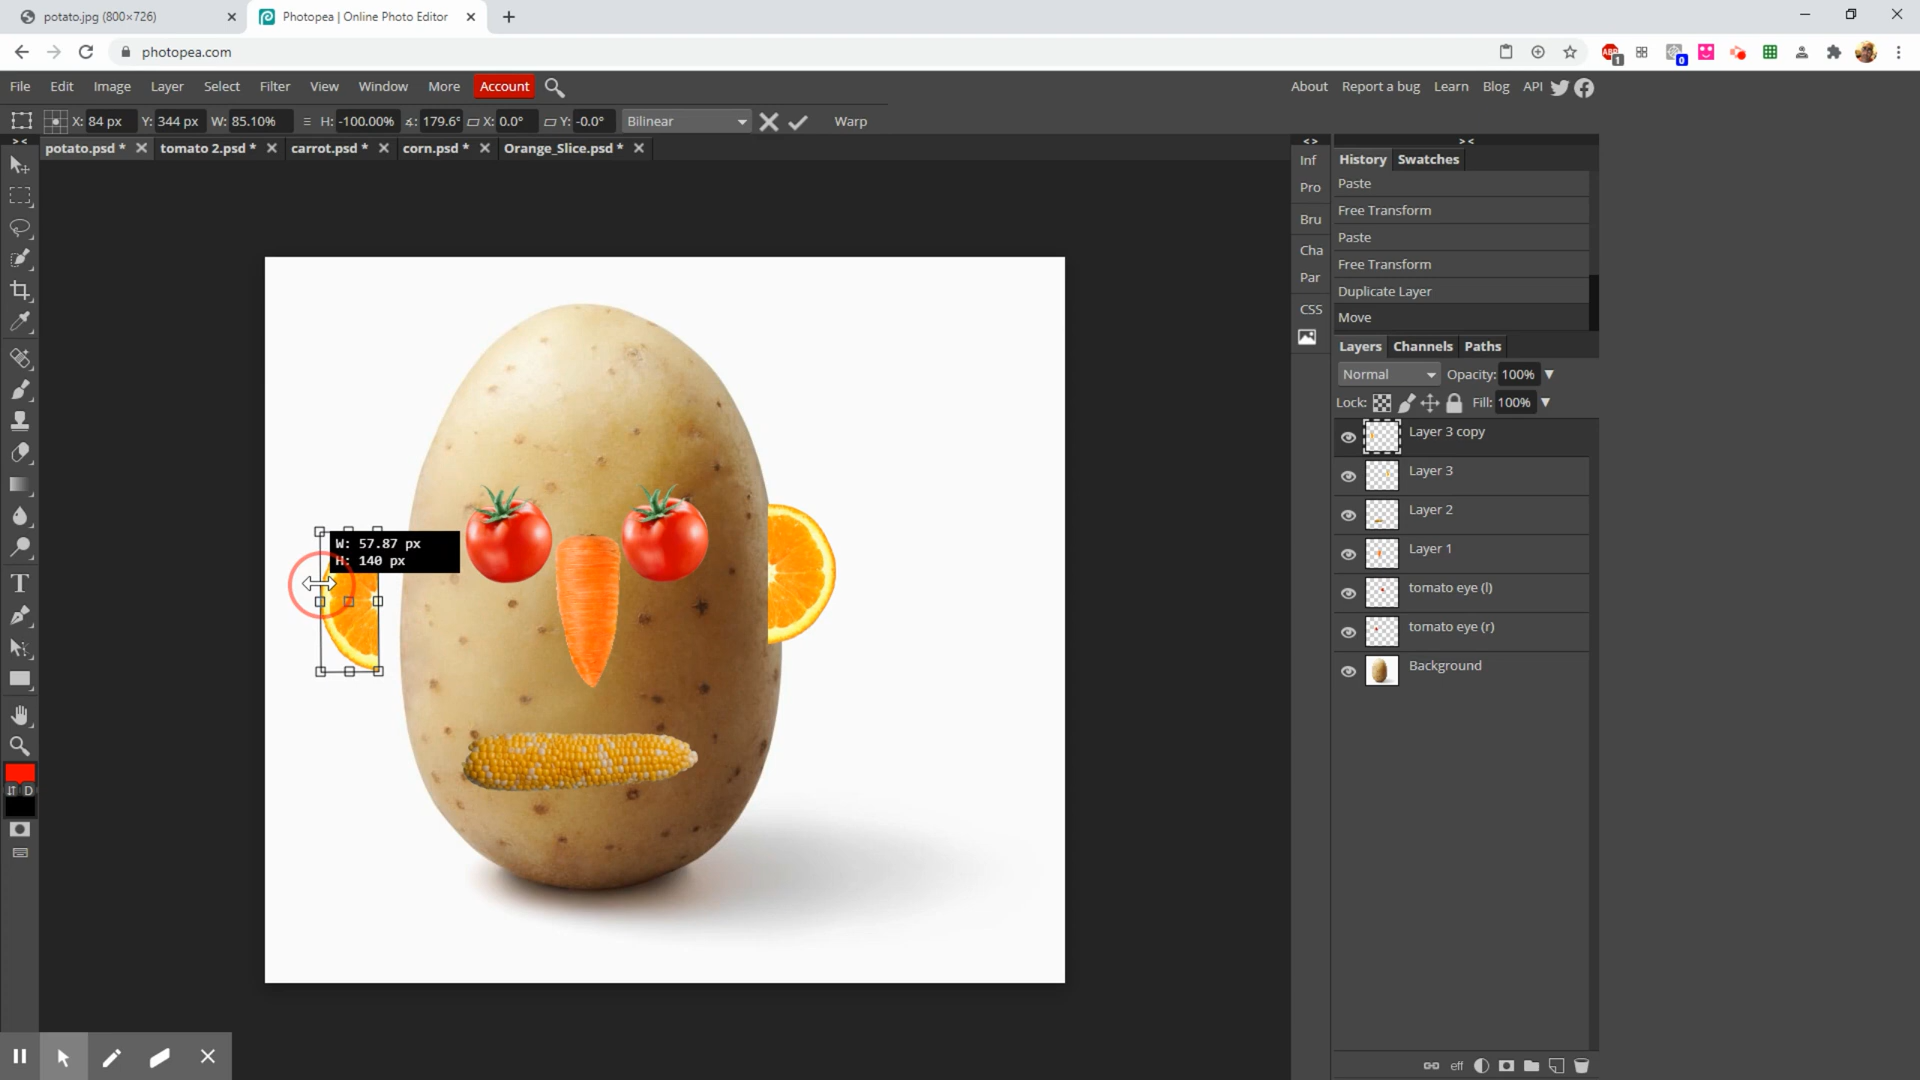 potato.jpg (800×726)
Photopea | Online Photo Editor
photopea.com
1
0
File Edit Image Layer Select Filter View Window More Account
About Report a bug Learn Blog API
X: 84 px Y: 344 px W: 85.10% H: -100.00% ∡: 179.6° X: 0.0° Y: -0.0° Bilinear Warp
potato.psd * tomato 2.psd * carrot.psd * corn.psd * Orange_Slice.psd *
> <
< >
> <
Inf
Pro
Bru
Cha
Par
CSS
History Swatches
Paste
Free Transform
Paste
Free Transform
Duplicate Layer
Move
Layers Channels Paths
Normal Opacity: 100%
Lock: Fill: 100%
Layer 3 copy
Layer 3
Layer 2
Layer 1
tomato eye (l)
tomato eye (r)
Background
W: 57.87 px
H: 140 px
T
D
eff